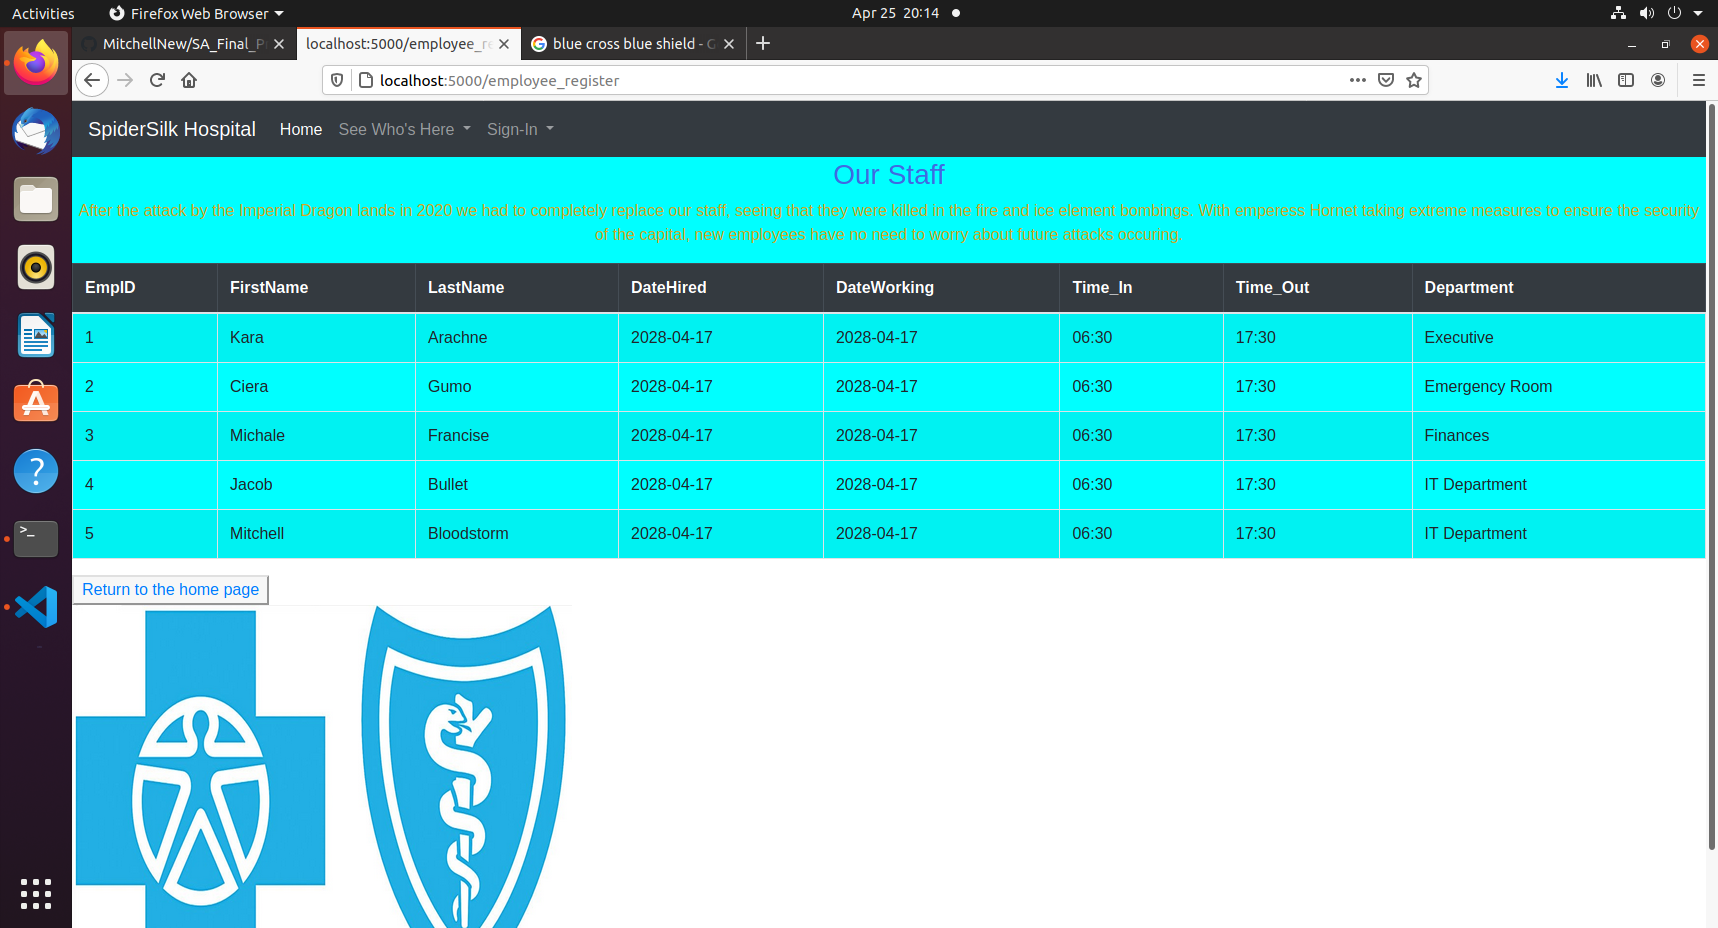 Activities
Firefox Web Browser
Apr 25 20:14
MitchellNew/SA_Final_P
localhost:5000/employee_re
blue cross blue shield - G
localhost:5000/employee_register
SpiderSilk Hospital
Home
See Who's Here
Sign-In
Our Staff
After the attack by the Imperial Dragon lands in 2020 we had to completely replace our staff, seeing that they were killed in the fire and ice element bombings. With emperess Hornet taking extreme measures to ensure the security
of the capital, new employees have no need to worry about future attacks occuring.
EmpID FirstName LastName DateHired DateWorking Time_In Time_Out Department
1 Kara Arachne 2028-04-17 2028-04-17 06:30 17:30 Executive
2 Ciera Gumo 2028-04-17 2028-04-17 06:30 17:30 Emergency Room
3 Michale Francise 2028-04-17 2028-04-17 06:30 17:30 Finances
4 Jacob Bullet 2028-04-17 2028-04-17 06:30 17:30 IT Department
5 Mitchell Bloodstorm 2028-04-17 2028-04-17 06:30 17:30 IT Department
Return to the home page